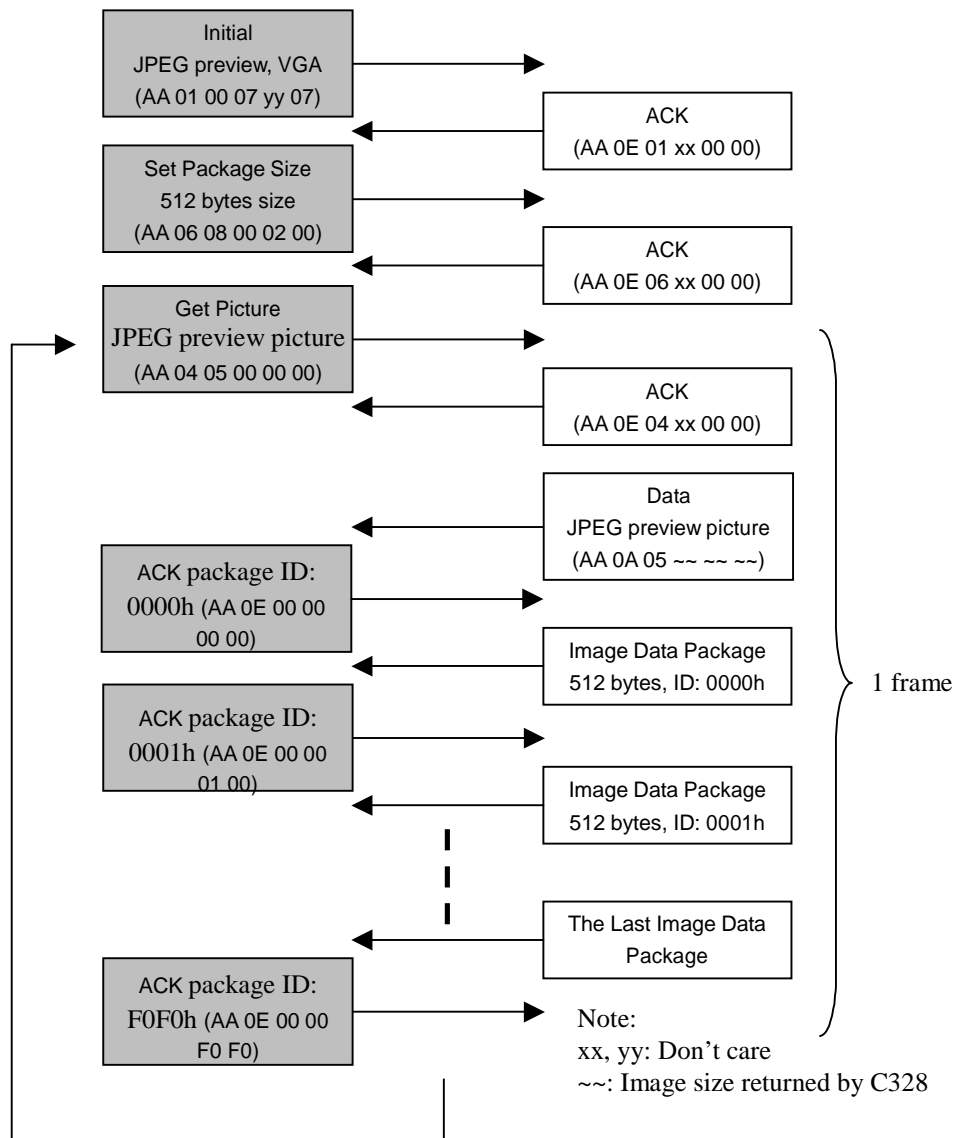 Initial
JPEG preview, VGA
(AA 01 00 07 yy 07)
ACK
(AA 0E 01 xx 00 00)
Set Package Size
512 bytes size
(AA 06 08 00 02 00)
ACK
(AA 0E 06 xx 00 00)
Get Picture
JPEG preview picture
(AA 04 05 00 00 00)
ACK
(AA 0E 04 xx 00 00)
Data
JPEG preview picture
(AA 0A 05 ~~ ~~ ~~)
ACK package ID:
0000h (AA 0E 00 00
00 00)
Image Data Package
512 bytes, ID: 0000h
1 frame
ACK package ID:
0001h (AA 0E 00 00
01 00)
Image Data Package
512 bytes, ID: 0001h
The Last Image Data
Package
ACK package ID:
F0F0h (AA 0E 00 00
F0 F0)
Note:
xx, yy: Don’t care
~~: Image size returned by C328